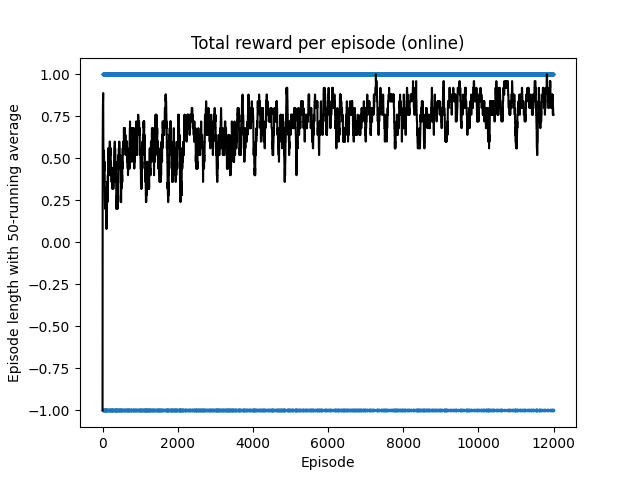 Total reward per episode (online)
Episode length with 50-running average
1.00
0.75
0.50
0.25
0.00
−0.25
−0.50
−0.75
−1.00
0 2000 4000 6000 8000 10000 12000
Episode